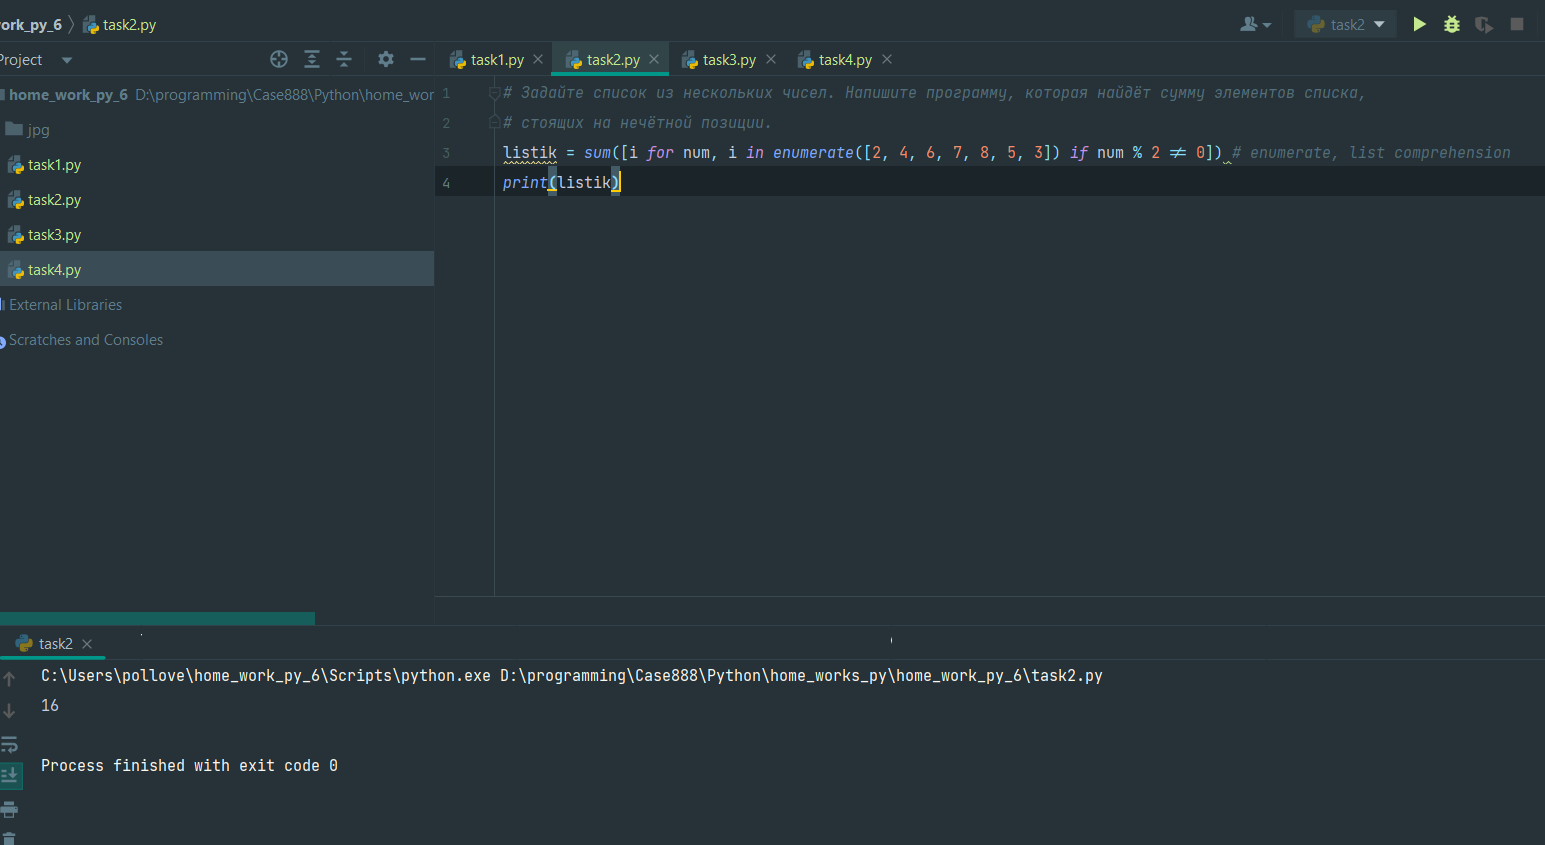 ork_py_6 〉 task2.py
task2
Project
task1.py task2.py task3.py task4.py
home_work_py_6 D:\programming\Case888\Python\home_wor
jpg
task1.py
task2.py
task3.py
task4.py
External Libraries
Scratches and Consoles
1 # Задайте список из нескольких чисел. Напишите программу, которая найдёт сумму элементов списка,
2 # стоящих на нечётной позиции.
3 listik = sum([i for num, i in enumerate([2, 4, 6, 7, 8, 5, 3]) if num % 2 ≠ 0]) # enumerate, list comprehension
4 print(listik)
task2
C:\Users\pollove\home_work_py_6\Scripts\python.exe D:\programming\Case888\Python\home_works_py\home_work_py_6\task2.py
16
Process finished with exit code 0